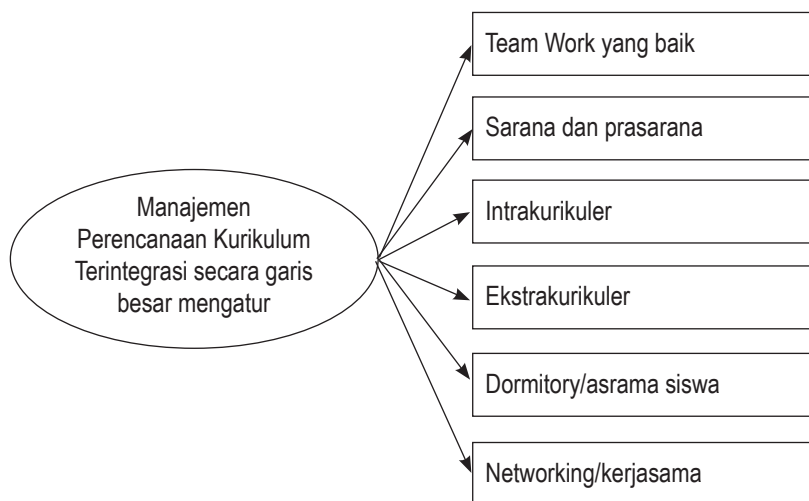 Manajemen
Perencanaan Kurikulum
Terintegrasi secara garis
besar mengatur
Team Work yang baik
Sarana dan prasarana
Intrakurikuler
Ekstrakurikuler
Dormitory/asrama siswa
Networking/kerjasama